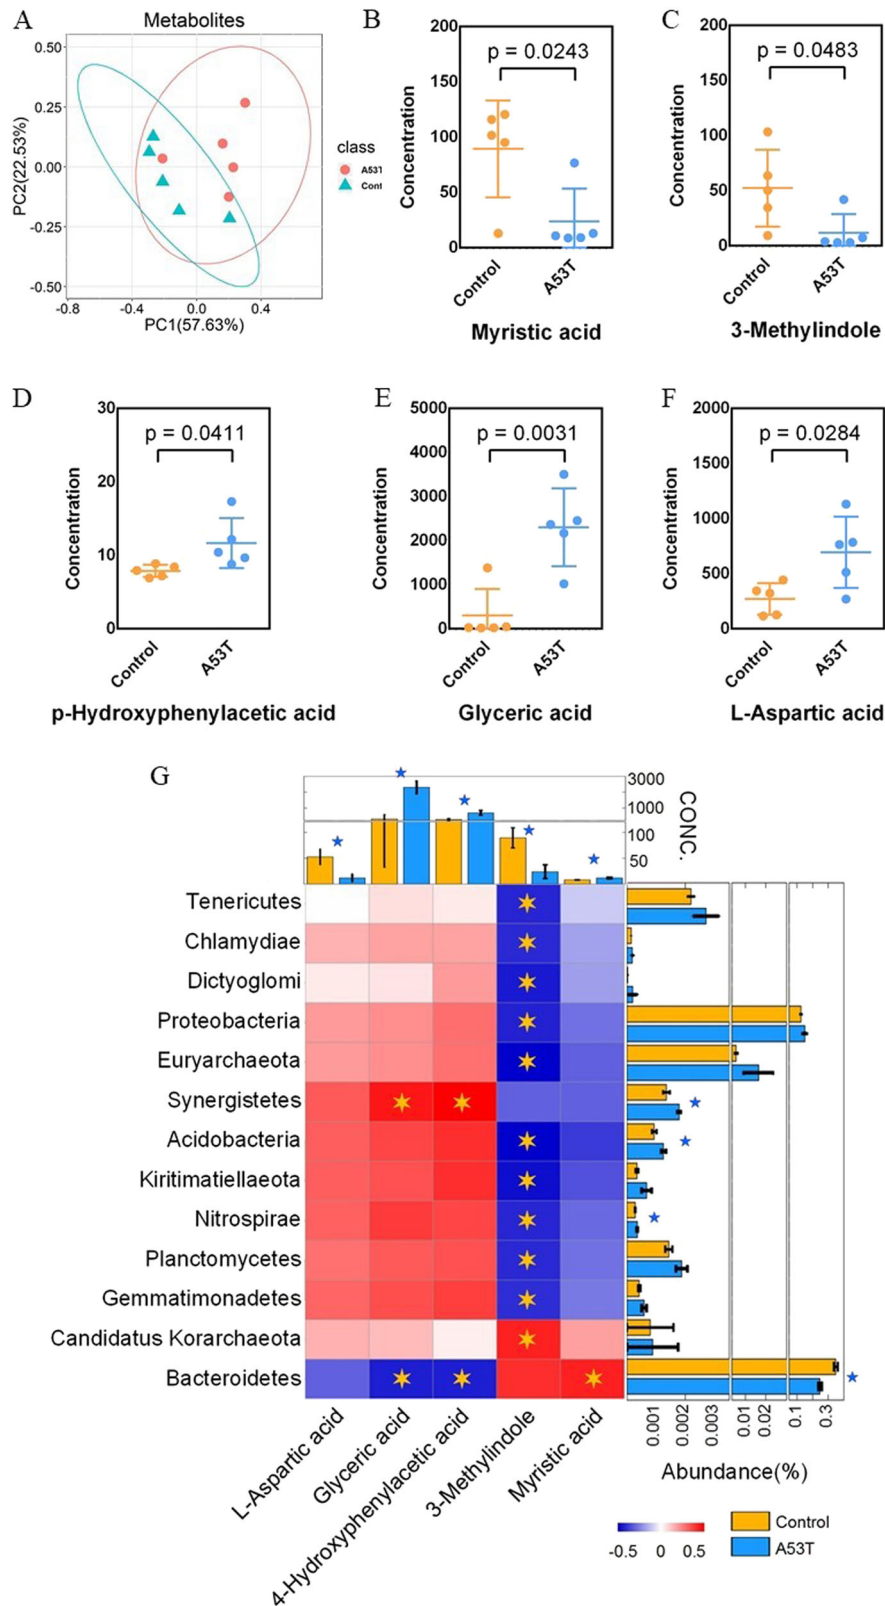 A
Metabolites
0.50
0.25
0.00
-0.25
-0.50
PC2(22.53%)
-0.8
-0.4
0.0
0.4
PC1(57.63%)
class
A53T
Cont
B
200
150
100
50
0
Concentration
p = 0.0243
Control
A53T
Myristic acid
C
200
150
100
50
0
Concentration
p = 0.0483
Control
A53T
3-Methylindole
D
30
20
10
0
Concentration
p = 0.0411
Control
A53T
p-Hydroxyphenylacetic acid
E
5000
4000
3000
2000
1000
0
Concentration
p = 0.0031
Control
A53T
Glyceric acid
F
2000
1500
1000
500
0
Concentration
p = 0.0284
Control
A53T
L-Aspartic acid
G
3000
1000
100
50
CONC.
Tenericutes
Chlamydiae
Dictyoglomi
Proteobacteria
Euryarchaeota
Synergistetes
Acidobacteria
Kiritimatiellaeota
Nitrospirae
Planctomycetes
Gemmatimonadetes
Candidatus Korarchaeota
Bacteroidetes
L-Aspartic acid
Glyceric acid
4-Hydroxyphenylacetic acid
3-Methylindole
Myristic acid
0.001
0.002
0.003
0.01
0.02
0.1
0.3
Abundance(%)
-0.5
0
0.5
Control
A53T